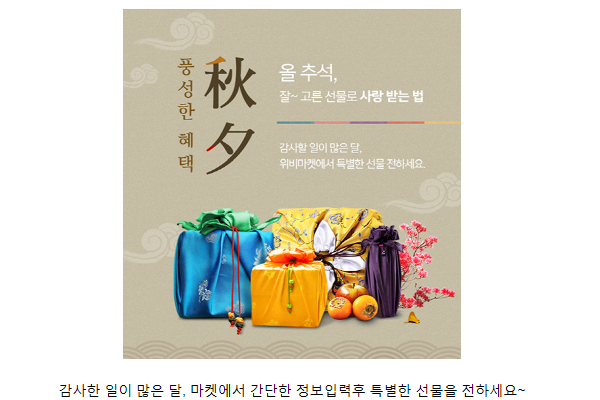 풍성한 혜택
秋夕
올 추석,
잘~ 고른 선물로 사랑 받는 법
감사할 일이 많은 달,
위비마켓에서 특별한 선물 전하세요.
감사한 일이 많은 달, 마켓에서 간단한 정보입력후 특별한 선물을 전하세요~